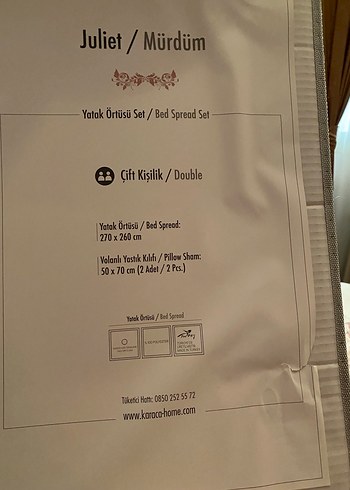 Juliet / Mürdüm
Yatak Örtüsü Set / Bed Spread Set
Çift Kişilik / Double
Yatak Örtüsü / Bed Spread:
270 x 260 cm
Volanlı Yastık Kılıfı / Pillow Sham:
50 x 70 cm (2 Adet / 2 Pcs.)
Yatak Örtüsü / Bed Spread
Tüketici Hattı: 0850 252 55 72
www.karaca-home.com